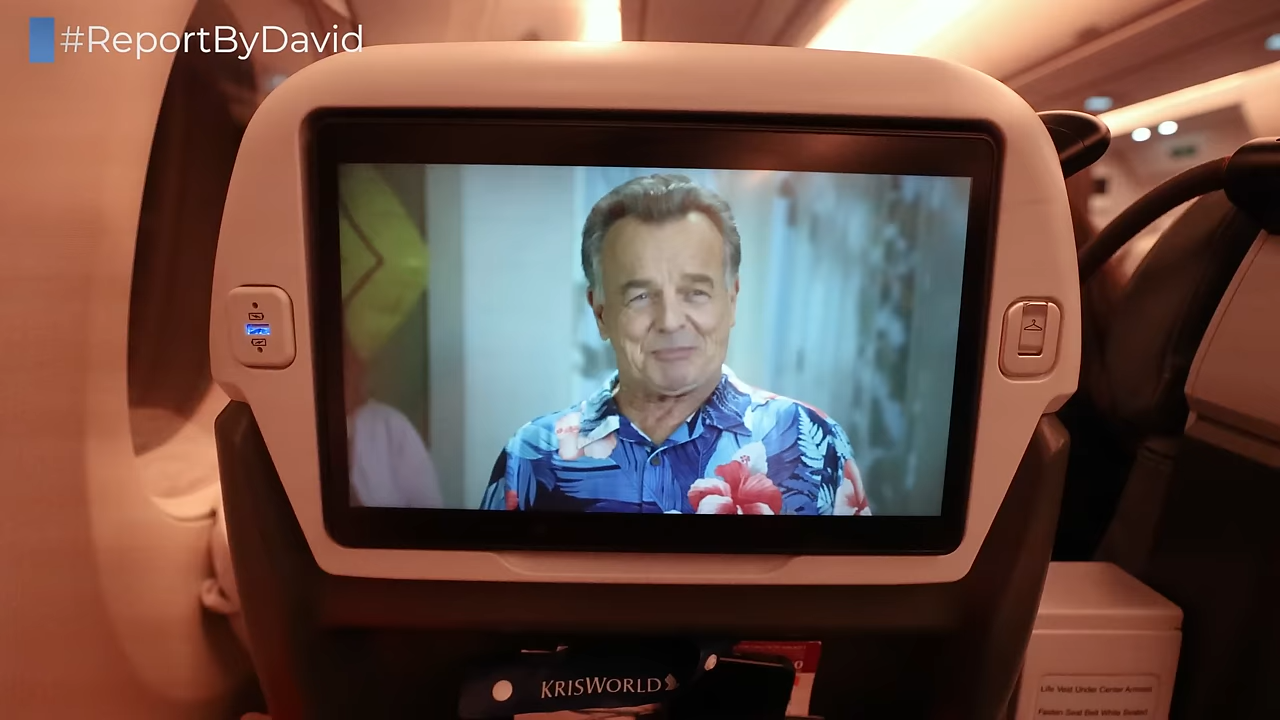 #ReportByDavid
KRISWORLD
Life Vest Under Center Armrest
Fasten Seat Belt While Seated